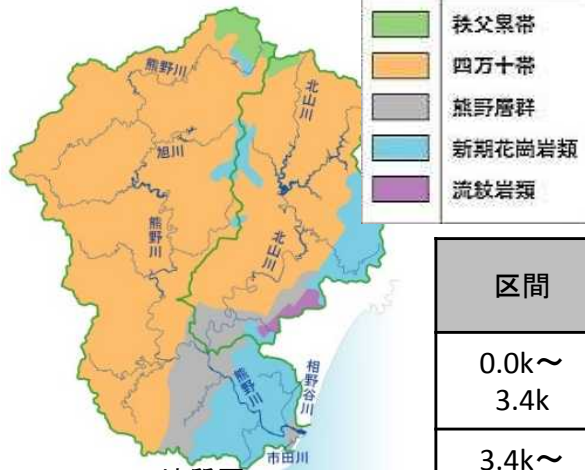 秩父累帯
四万十帯
熊野層群
新期花崗岩類
流紋岩類
熊野川
北山川
旭川
熊野川
北山川
熊野川
相野谷川
市田川
区間
0.0k～
3.4k
3.4k～